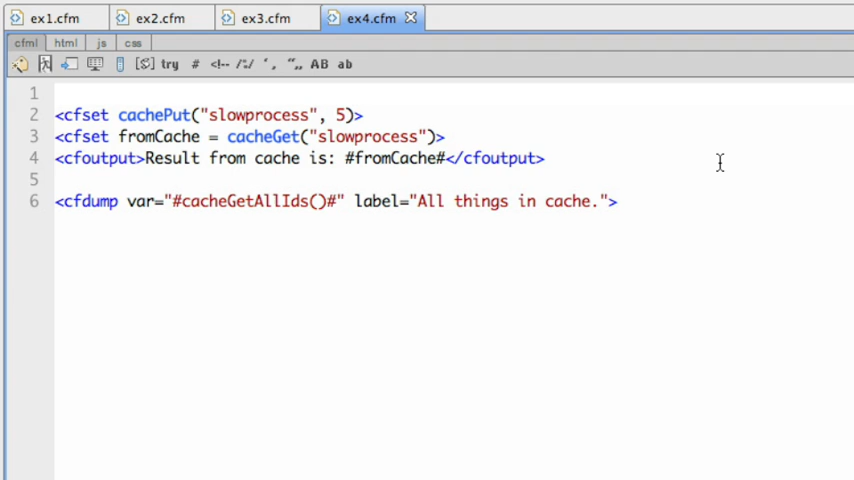 ex1.cfm ex2.cfm ex3.cfm ex4.cfm
cfml html js css
try # <!-- /*/ ‘, “,, AB ab
1
2 <cfset cachePut("slowprocess", 5)>
3 <cfset fromCache = cacheGet("slowprocess")>
4 <cfoutput>Result from cache is: #fromCache#</cfoutput>
5
6 <cfdump var="#cacheGetAllIds()#" label="All things in cache.">